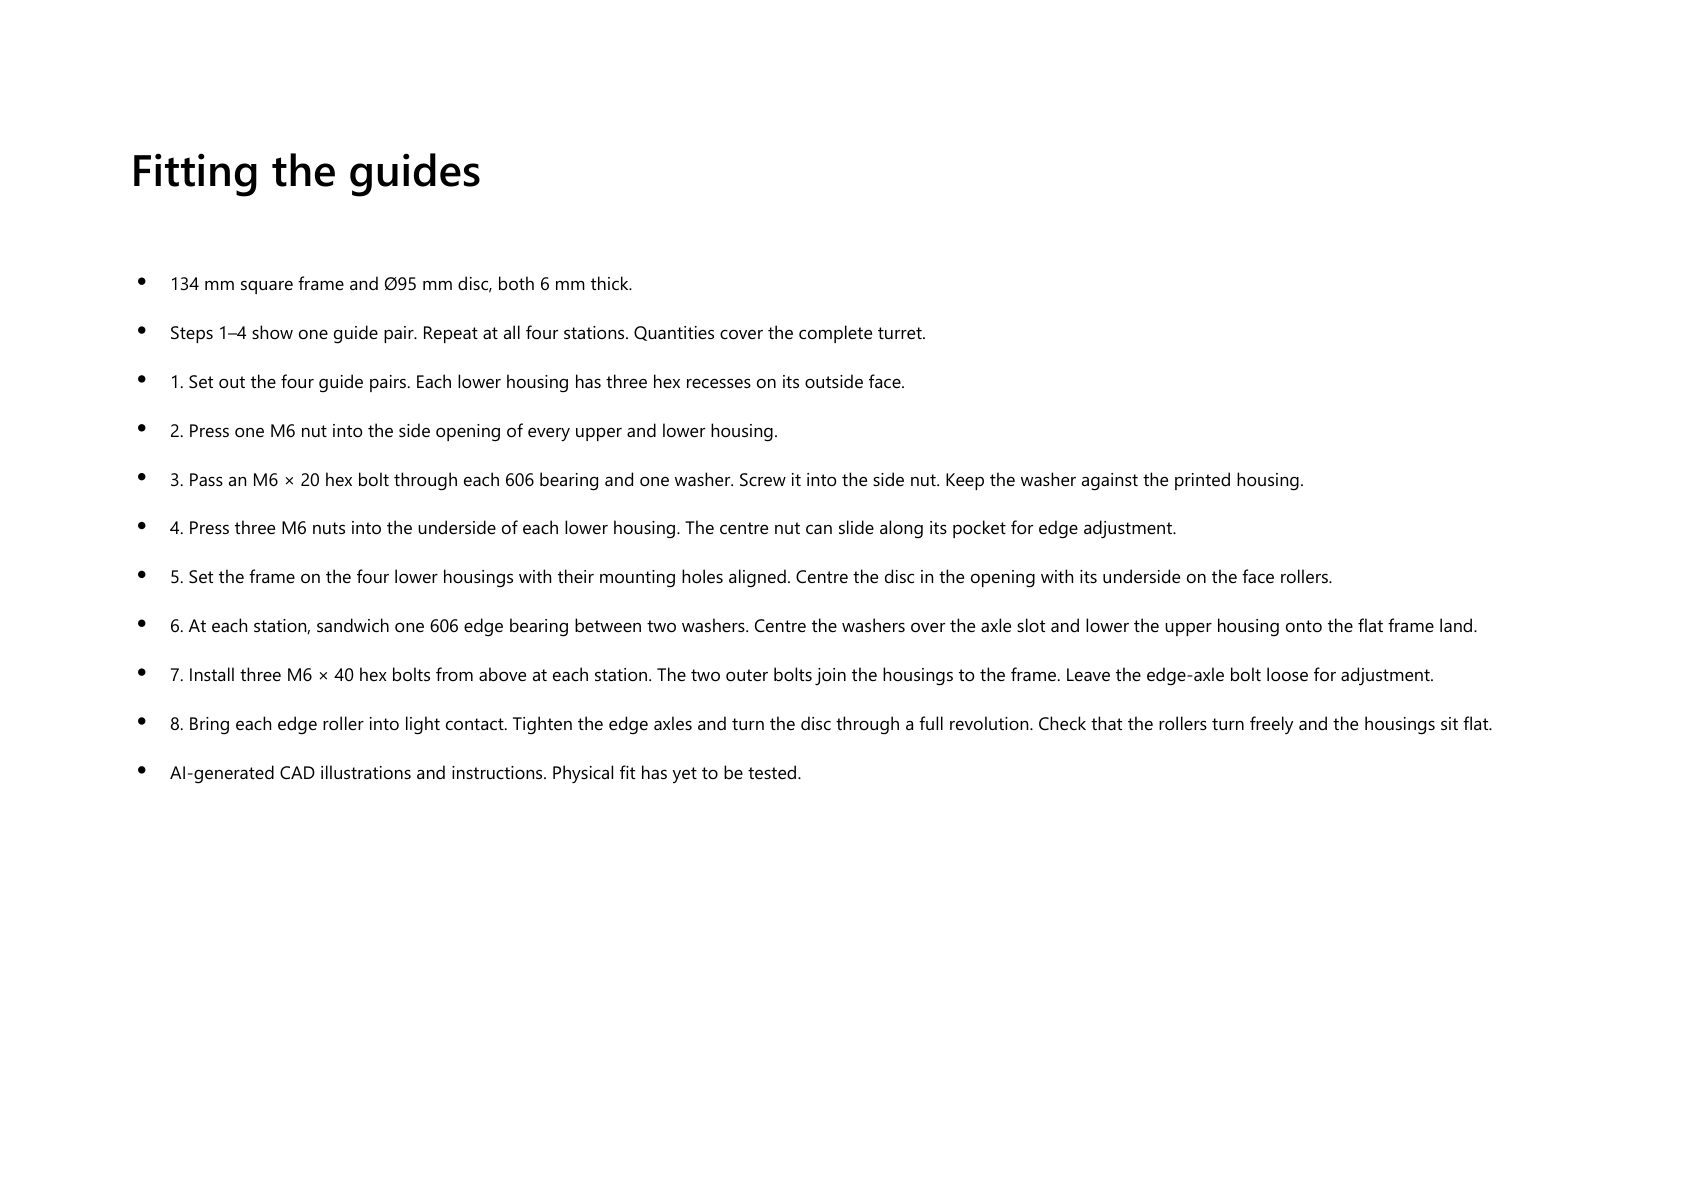 Fitting the guides
• 134 mm square frame and Ø95 mm disc, both 6 mm thick.
• Steps 1–4 show one guide pair. Repeat at all four stations. Quantities cover the complete turret.
• 1. Set out the four guide pairs. Each lower housing has three hex recesses on its outside face.
• 2. Press one M6 nut into the side opening of every upper and lower housing.
• 3. Pass an M6 × 20 hex bolt through each 606 bearing and one washer. Screw it into the side nut. Keep the washer against the printed housing.
• 4. Press three M6 nuts into the underside of each lower housing. The centre nut can slide along its pocket for edge adjustment.
• 5. Set the frame on the four lower housings with their mounting holes aligned. Centre the disc in the opening with its underside on the face rollers.
• 6. At each station, sandwich one 606 edge bearing between two washers. Centre the washers over the axle slot and lower the upper housing onto the flat frame land.
• 7. Install three M6 × 40 hex bolts from above at each station. The two outer bolts join the housings to the frame. Leave the edge-axle bolt loose for adjustment.
• 8. Bring each edge roller into light contact. Tighten the edge axles and turn the disc through a full revolution. Check that the rollers turn freely and the housings sit flat.
• AI-generated CAD illustrations and instructions. Physical fit has yet to be tested.